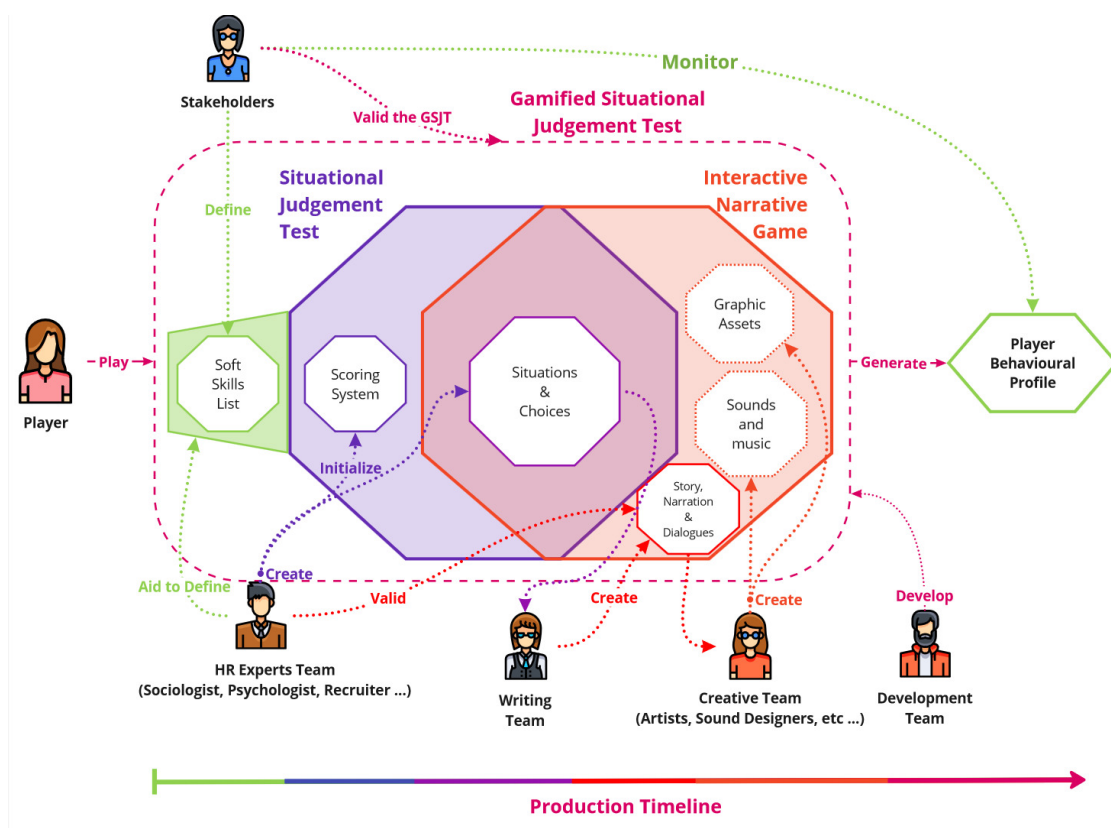 Stakeholders
Monitor
Valid the GSJT
Gamified Situational
Judgement Test
Define
Situational
Judgement
Test
Interactive
Narrative
Game
Player
Play
Soft
Skills
List
Scoring
System
Situations
&
Choices
Graphic
Assets
Sounds
and
music
Story,
Narration
&
Dialogues
Generate
Player
Behavioural
Profile
Initialize
Aid to Define
Create
Valid
Create
Create
Develop
HR Experts Team
(Sociologist, Psychologist, Recruiter ...)
Writing
Team
Creative Team
(Artists, Sound Designers, etc ...)
Development
Team
Production Timeline